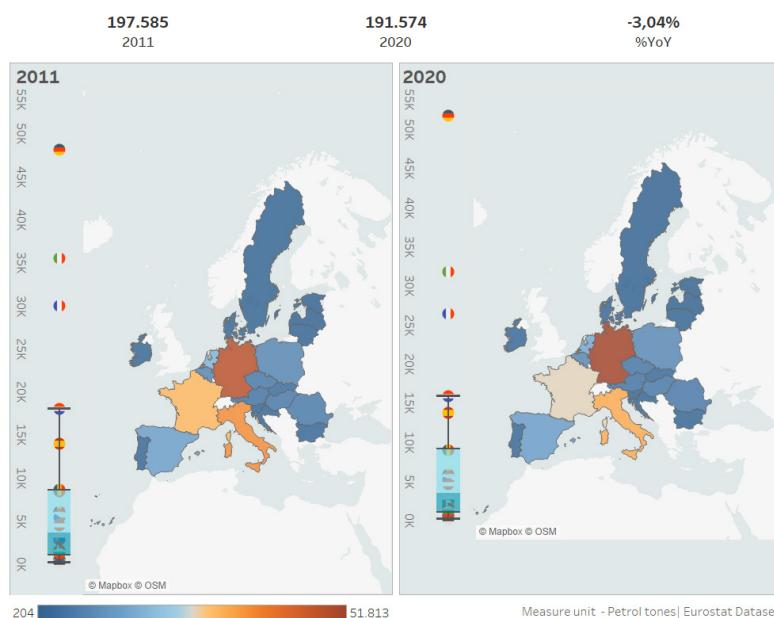 197.585 191.574 -3,04%
2011 2020 %YoY
2011
55K
50K
45K
40K
35K
30K
25K
20K
15K
10K
5K
0K
© Mapbox © OSM
2020
55K
50K
45K
40K
35K
30K
25K
20K
15K
10K
5K
0K
© Mapbox © OSM
204 51.813
Measure unit - Petrol tones| Eurostat Datase